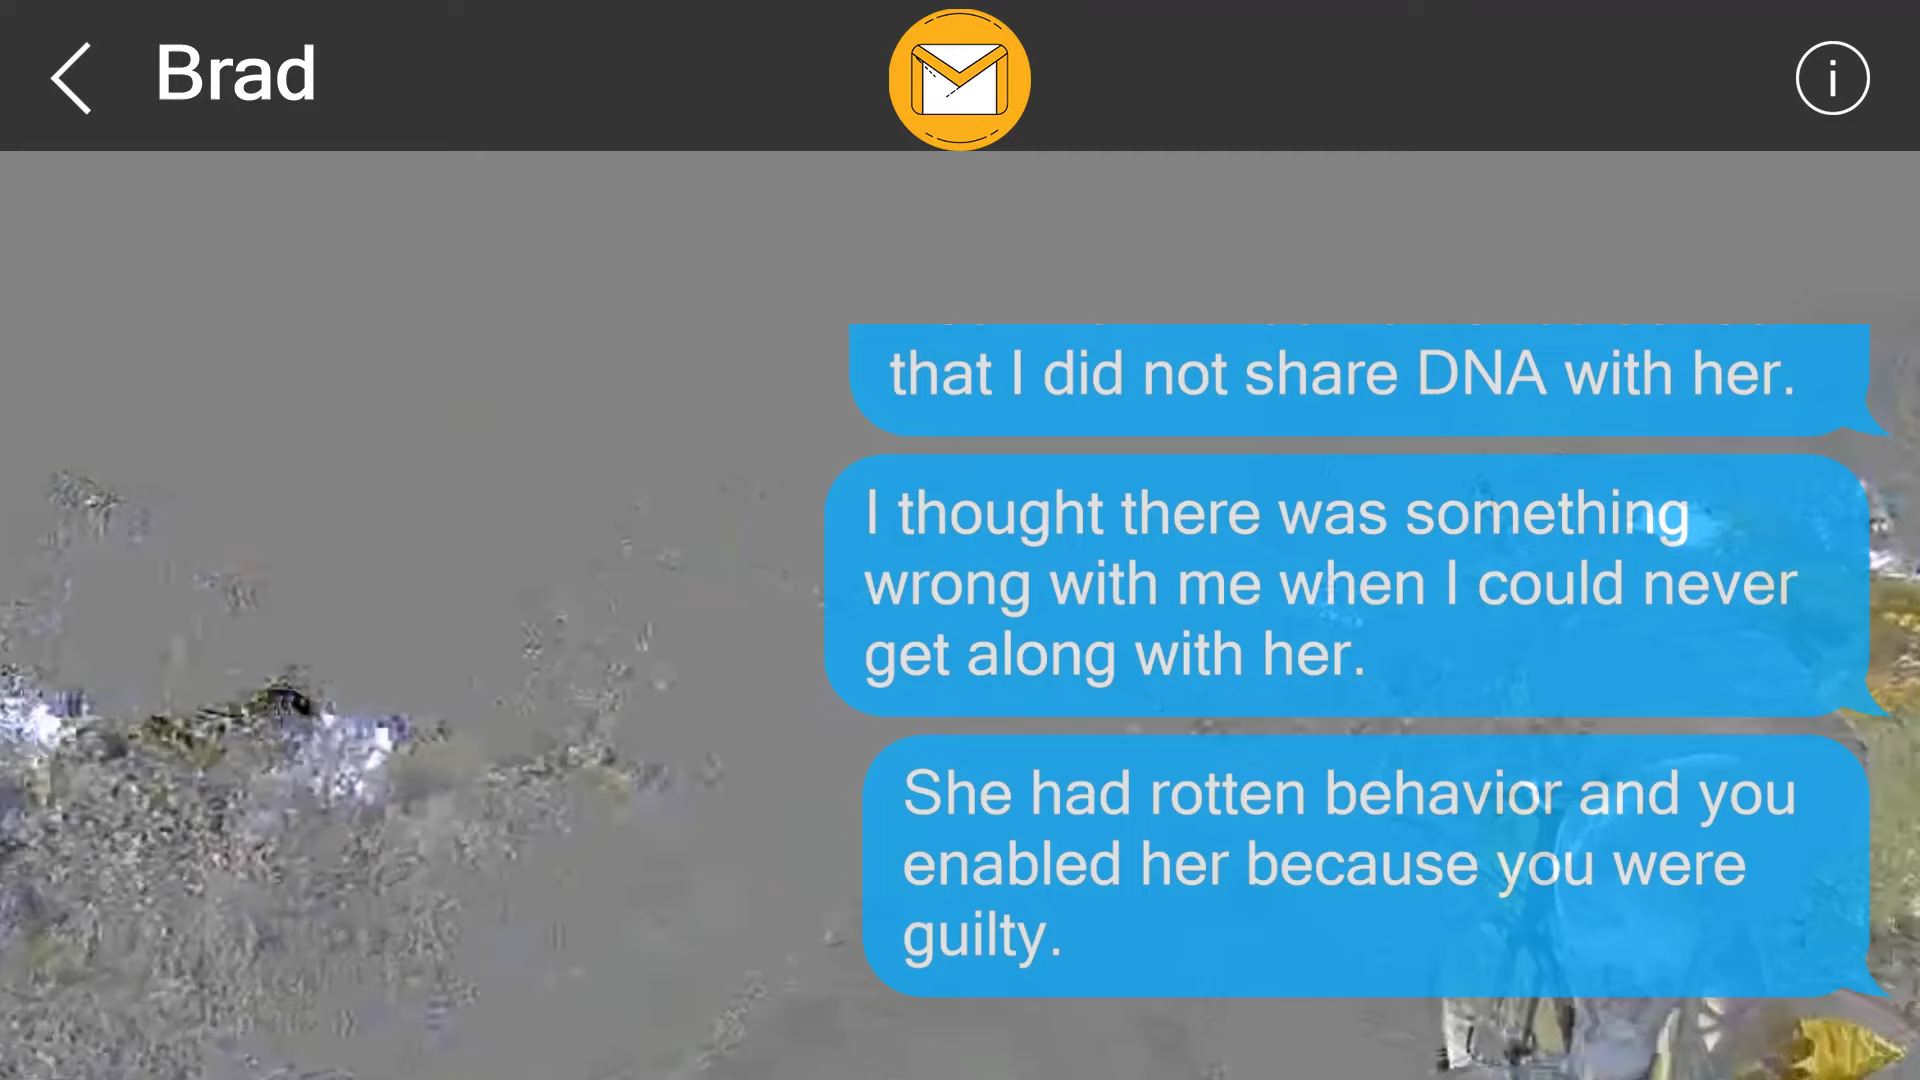 Brad
that I did not share DNA with her.
I thought there was something
wrong with me when I could never
get along with her.
She had rotten behavior and you
enabled her because you were
guilty.